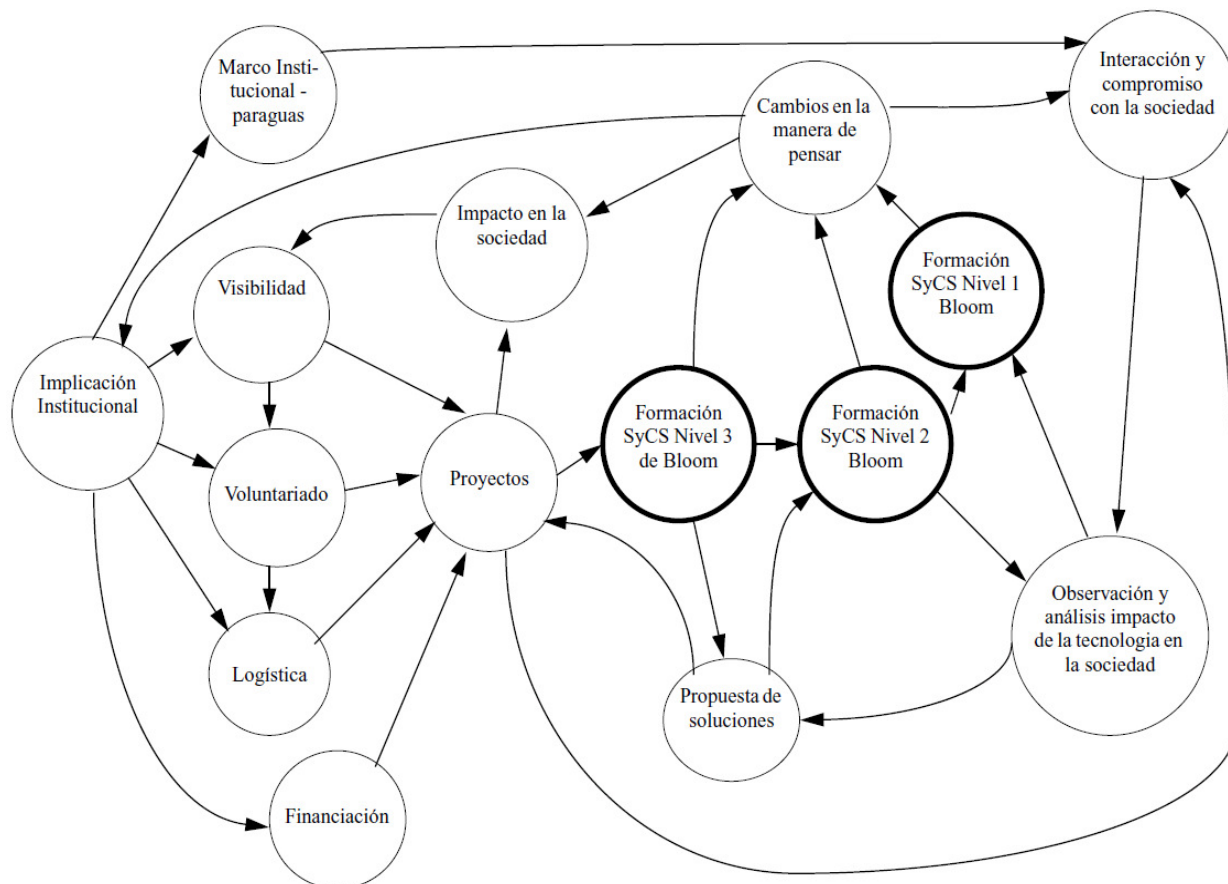 Marco Insti-
tucional -
paraguas
Interacción y
compromiso
con la sociedad
Cambios en la
manera de
pensar
Impacto en la
sociedad
Formación
SyCS Nivel 1
Bloom
Visibilidad
Implicación
Institucional
Formación
SyCS Nivel 3
de Bloom
Formación
SyCS Nivel 2
Bloom
Proyectos
Voluntariado
Observación y
análisis impacto
de la tecnologia en
la sociedad
Logística
Propuesta de
soluciones
Financiación